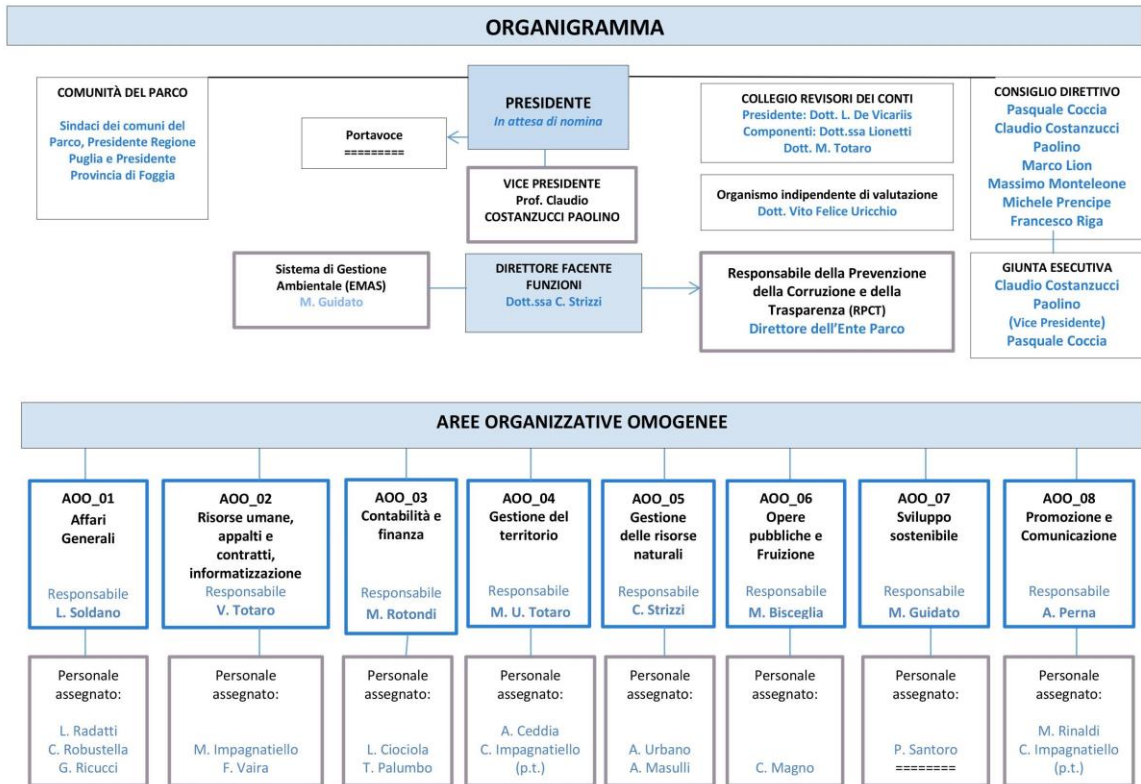 ORGANIGRAMMA
COMUNITÀ DEL PARCO
Sindaci dei comuni del
Parco, Presidente Regione
Puglia e Presidente
Provincia di Foggia
Portavoce
=========
PRESIDENTE
In attesa di nomina
VICE PRESIDENTE
Prof. Claudio
COSTANZUCCI PAOLINO
COLLEGIO REVISORI DEI CONTI
Presidente: Dott. L. De Vicariis
Componenti: Dott.ssa Lionetti
Dott. M. Totaro
Organismo indipendente di valutazione
Dott. Vito Felice Uricchio
CONSIGLIO DIRETTIVO
Pasquale Coccia
Claudio Costanzucci
Paolino
Marco Lion
Massimo Monteleone
Michele Prencipe
Francesco Riga
Sistema di Gestione
Ambientale (EMAS)
M. Guidato
DIRETTORE FACENTE
FUNZIONI
Dott.ssa C. Strizzi
Responsabile della Prevenzione
della Corruzione e della
Trasparenza (RPCT)
Direttore dell'Ente Parco
GIUNTA ESECUTIVA
Claudio Costanzucci
Paolino
(Vice Presidente)
Pasquale Coccia
AREE ORGANIZZATIVE OMOGENEE
AOO_01
Affari
Generali
Responsabile
L. Soldano
AOO_02
Risorse umane,
appalti e
contratti,
informatizzazione
Responsabile
V. Totaro
AOO_03
Contabilità e
finanza
Responsabile
M. Rotondi
AOO_04
Gestione del
territorio
Responsabile
M. U. Totaro
AOO_05
Gestione
delle risorse
naturali
Responsabile
C. Strizzi
AOO_06
Opere
pubbliche e
Fruizione
Responsabile
M. Bisceglia
AOO_07
Sviluppo
sostenibile
Responsabile
M. Guidato
AOO_08
Promozione e
Comunicazione
Responsabile
A. Perna
Personale
assegnato:
L. Radatti
C. Robustella
G. Ricucci
Personale
assegnato:
M. Impagnatiello
F. Vaira
Personale
assegnato:
L. Ciociola
T. Palumbo
Personale
assegnato:
A. Ceddia
C. Impagnatiello
(p.t.)
Personale
assegnato:
A. Urbano
A. Masulli
Personale
assegnato:
C. Magno
Personale
assegnato:
P. Santoro
========
Personale
assegnato:
M. Rinaldi
C. Impagnatiello
(p.t.)